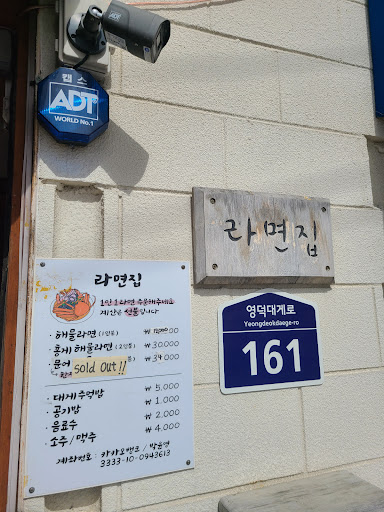 ADT
캡스
ADT
WORLD No.1
라면집
영덕대게로
Yeongdeokdaege-ro
161
라면집
1인 1라면 주문해주세요
계산은 선불입니다
· 해물라면 (1인분) ₩ 12,000
· 홍게해물라면 (2인분) ₩ 30.000
· 문어 sold out!! ₩ 34.000
· 대게주먹밥 ₩ 5.000
· 공기밥 ₩ 1.000
· 음료수 ₩ 2.000
· 소주 / 맥주 ₩ 4.000
계좌번호 : 카카오뱅크 /
3333-10-0943613